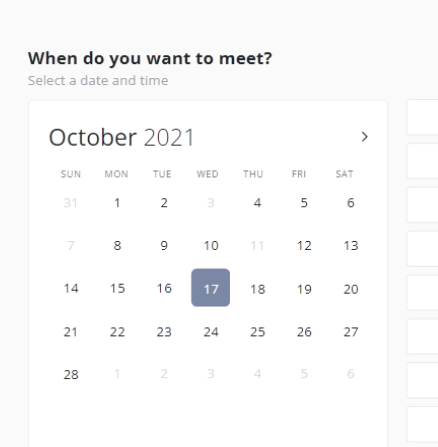 When do you want to meet?
Select a date and time
October 2021
SUN MON TUE WED THU FRI SAT
31 1 2 3 4 5 6
7 8 9 10 11 12 13
14 15 16 17 18 19 20
21 22 23 24 25 26 27
28 1 2 3 4 5 6